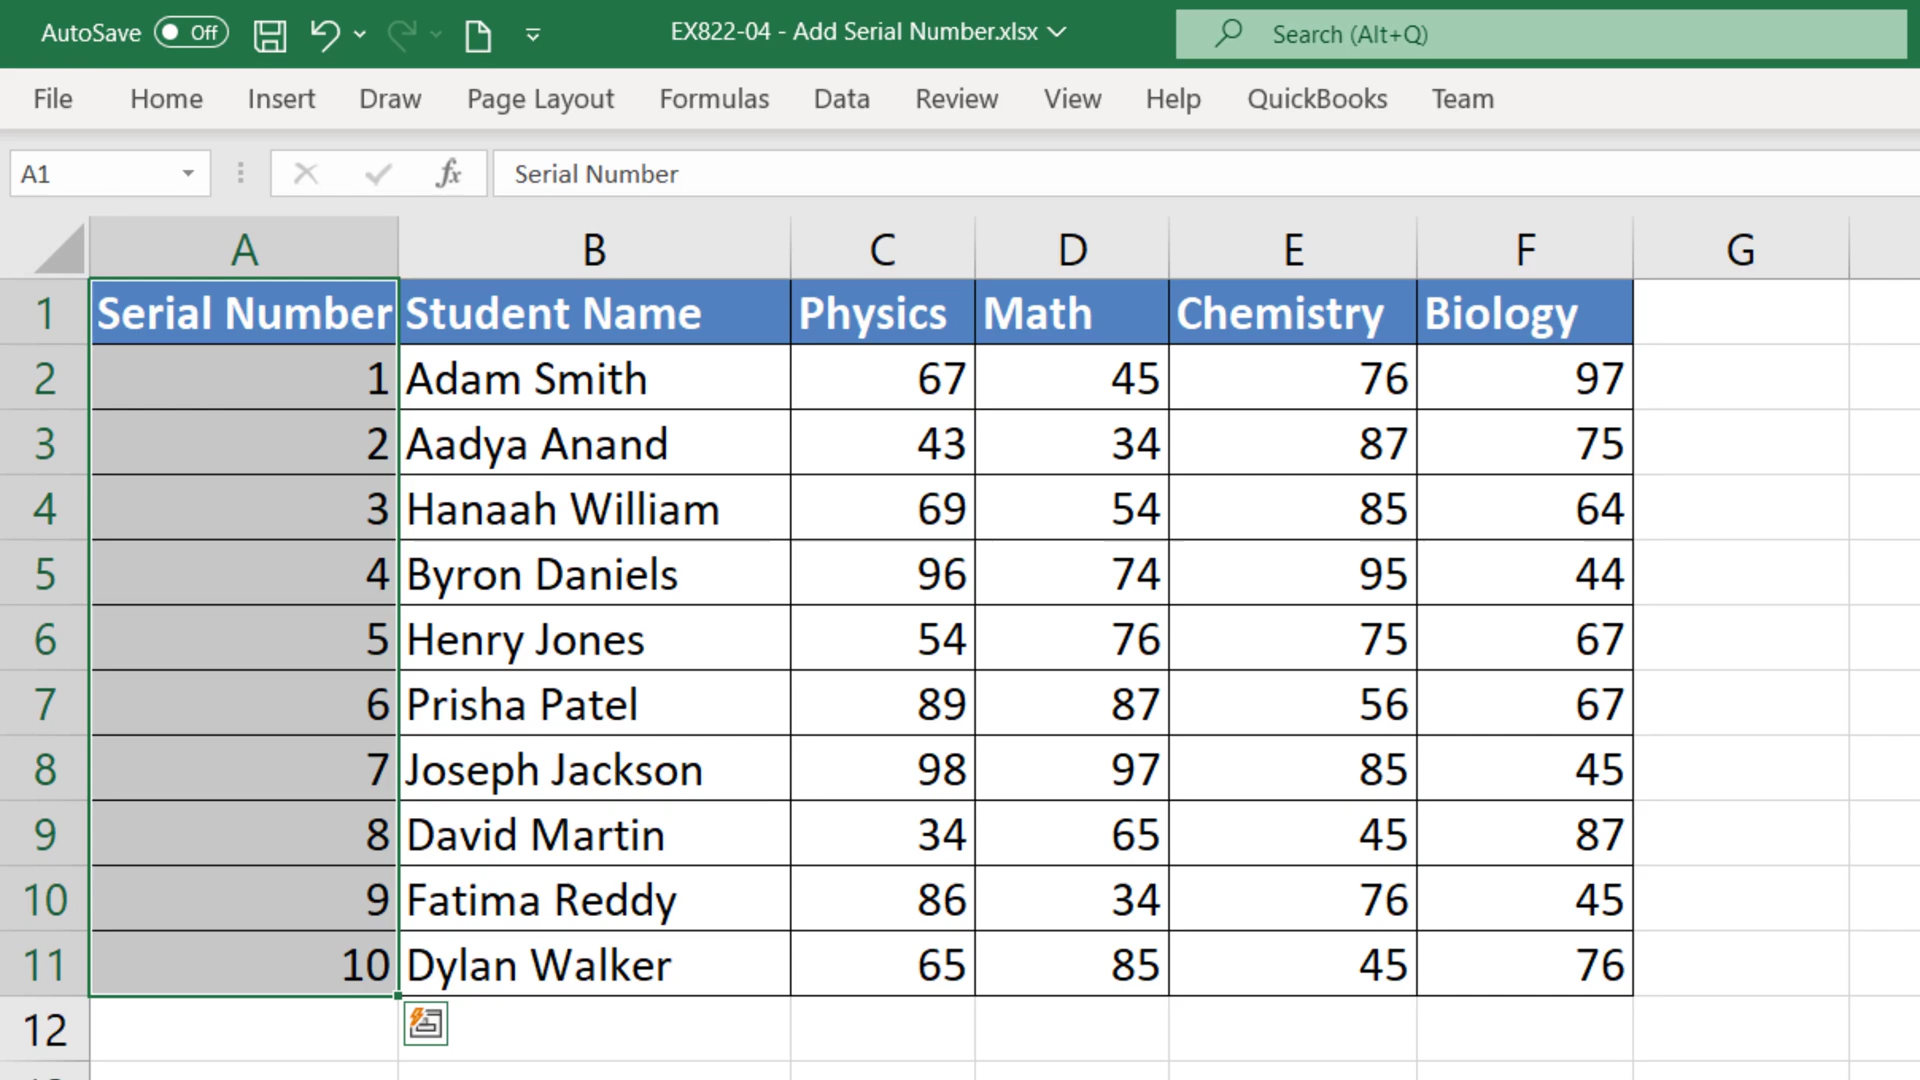 AutoSave Off EX822-04 - Add Serial Number.xlsx Search (Alt+Q)
File Home Insert Draw Page Layout Formulas Data Review View Help QuickBooks Team
A1 fx Serial Number
A B C D E F G
1 Serial Number Student Name Physics Math Chemistry Biology
2 1 Adam Smith 67 45 76 97
3 2 Aadya Anand 43 34 87 75
4 3 Hanaah William 69 54 85 64
5 4 Byron Daniels 96 74 95 44
6 5 Henry Jones 54 76 75 67
7 6 Prisha Patel 89 87 56 67
8 7 Joseph Jackson 98 97 85 45
9 8 David Martin 34 65 45 87
10 9 Fatima Reddy 86 34 76 45
11 10 Dylan Walker 65 85 45 76
12